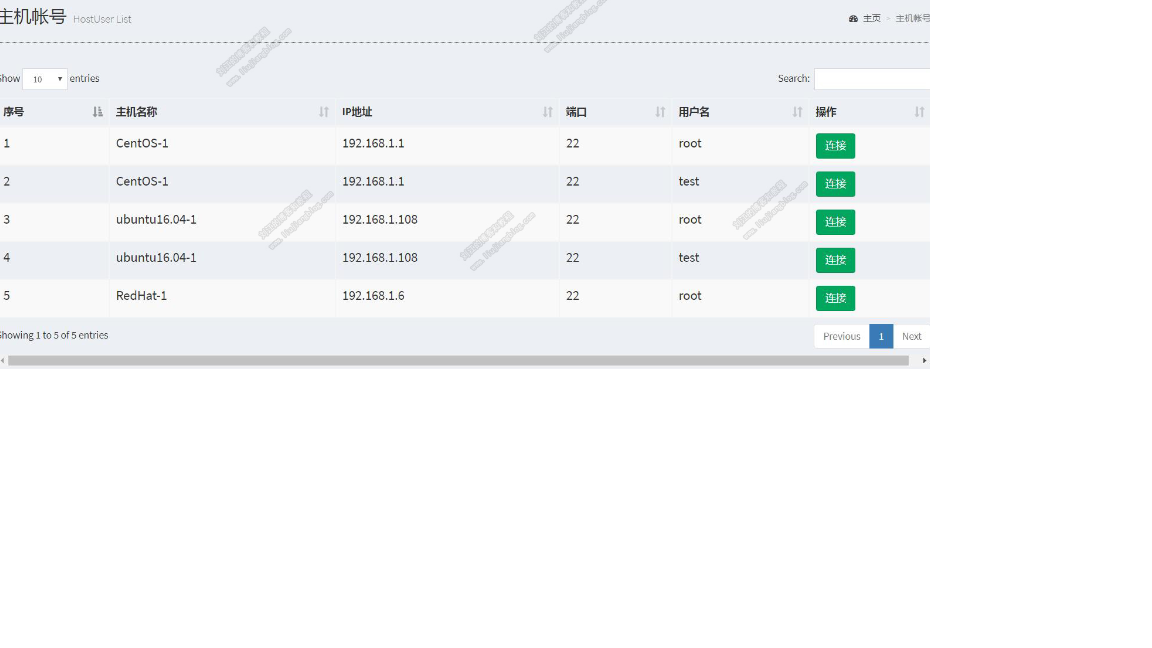 主机帐号 HostUser List
主页 > 主机帐号
Show 10 entries
Search:
序号 主机名称 IP地址 端口 用户名 操作
1 CentOS-1 192.168.1.1 22 root 连接
2 CentOS-1 192.168.1.1 22 test 连接
3 ubuntu16.04-1 192.168.1.108 22 root 连接
4 ubuntu16.04-1 192.168.1.108 22 test 连接
5 RedHat-1 192.168.1.6 22 root 连接
Showing 1 to 5 of 5 entries
Previous 1 Next